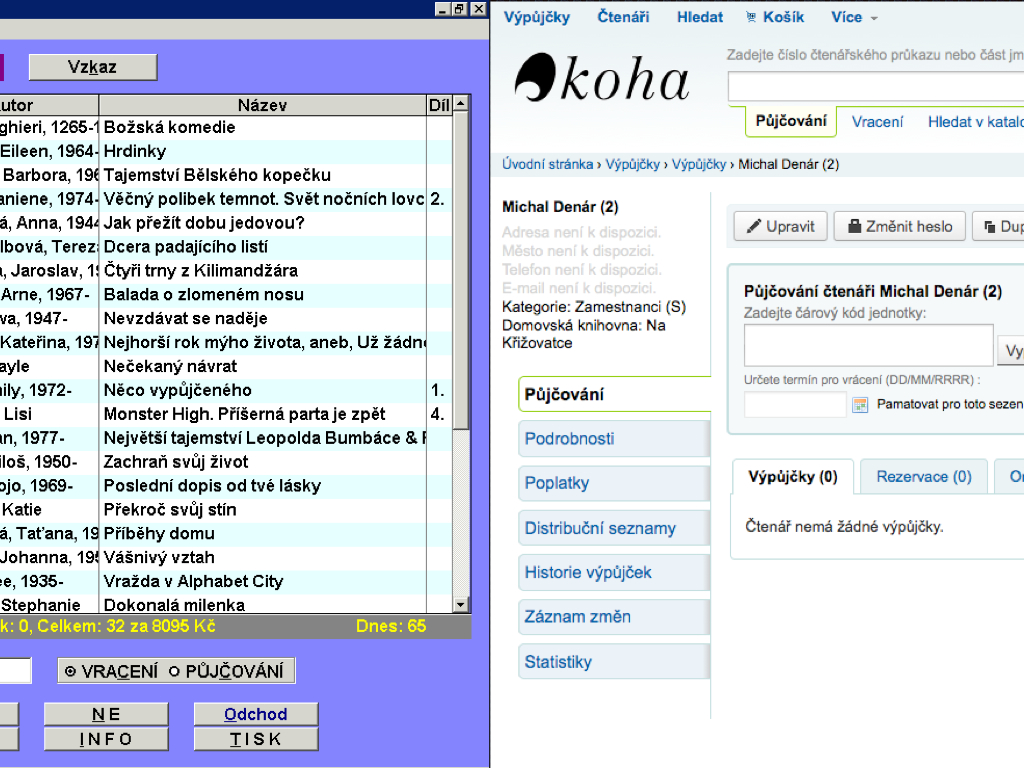 Vzkaz
utor Název Díl
ghieri, 1265-1 Božská komedie
Eileen, 1964- Hrdinky
Barbora, 196 Tajemství Bělského kopečku
aniene, 1974- Věčný polibek temnot. Svět nočních lovc 2.
á, Anna, 1944 Jak přežít dobu jedovou?
lbová, Terez Dcera padajícího listí
a, Jaroslav, 19 Čtyři trny z Kilimandžára
Arne, 1967- Balada o zlomeném nosu
wa, 1947- Nevzdávat se naděje
Kateřina, 197 Nejhorší rok mýho života, aneb, Už žádn
ayle Nečekaný návrat
nily, 1972- Něco vypůjčeného 1.
Lisi Monster High. Příšerná parta je zpět 4.
an, 1977- Největší tajemství Leopolda Bumbáce &
iloš, 1950- Zachraň svůj život
ojo, 1969- Poslední dopis od tvé lásky
Katie Překroč svůj stín
á, Taťana, 19 Příběhy domu
Johanna, 195 Vášnivý vztah
ee, 1935- Vražda v Alphabet City
Stephanie Dokonalá milenka
k: 0, Celkem: 32 za 8095 Kč Dnes: 65
VRACENÍ PŮJČOVÁNÍ
NE Odchod
INFO TISK
Výpůjčky Čtenáři Hledat Košík Více
koha
Zadejte číslo čtenářského průkazu nebo část jm
Půjčování Vracení Hledat v katalo
Úvodní stránka › Výpůjčky › Výpůjčky › Michal Denár (2)
Michal Denár (2)
Adresa není k dispozici.
Město není k dispozici.
Telefon není k dispozici.
E-mail není k dispozici.
Kategorie: Zamestnanci (S)
Domovská knihovna: Na
Křižovatce
Půjčování
Podrobnosti
Poplatky
Distribuční seznamy
Historie výpůjček
Záznam změn
Statistiky
Upravit Změnit heslo Dup
Půjčování čtenáři Michal Denár (2)
Zadejte čárový kód jednotky:
Vy
Určete termín pro vrácení (DD/MM/RRRR) :
Pamatovat pro toto sezen
Výpůjčky (0) Rezervace (0)
Čtenář nemá žádné výpůjčky.